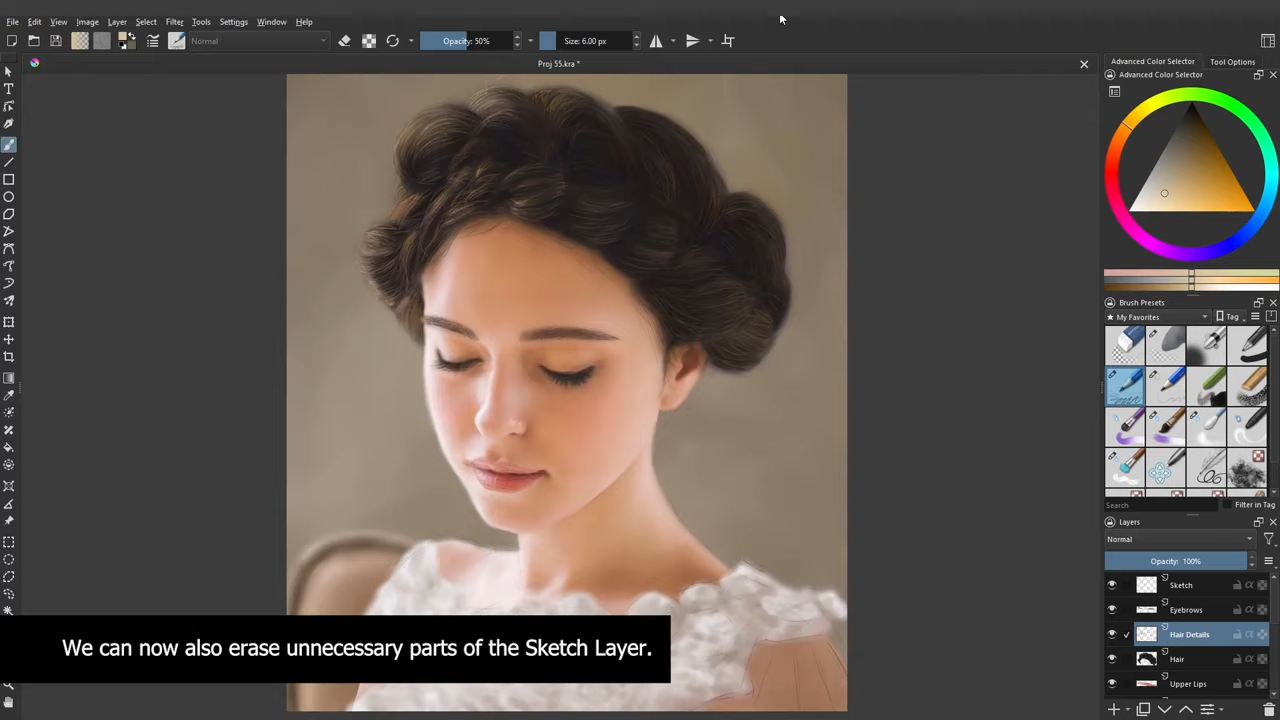 File Edit View Image Layer Select Filter Tools Settings Window Help
Normal
Opacity: 50%
Size: 6.00 px
Proj 55.kra *
Advanced Color Selector
Tool Options
Advanced Color Selector
Brush Presets
★ My Favorites
Tag
Search
Filter in Tag
Layers
Normal
Opacity: 100%
Sketch
Eyebrows
Hair Details
Hair
Upper Lips
We can now also erase unnecessary parts of the Sketch Layer.